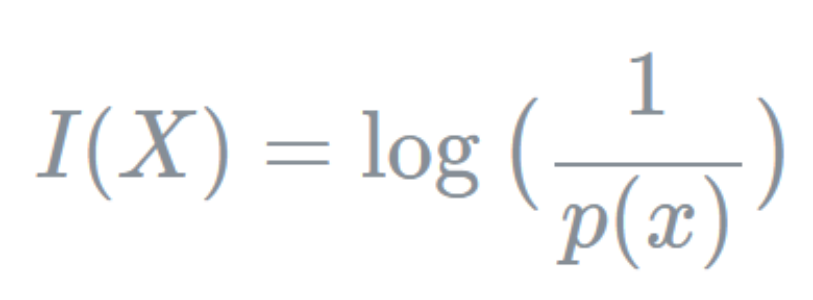 I(X) = log (1/p(x))